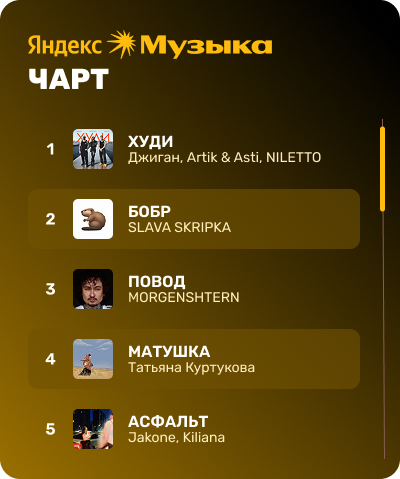 Яндекс Музыка
ЧАРТ
1
ХУДИ
ХУДИ
Джиган, Artik & Asti, NILETTO
2
БОБР
SLAVA SKRIPKA
3
ПОВОД
MORGENSHTERN
4
МАТУШКА
Татьяна Куртукова
5
АСФАЛЬТ
Jakone, Kiliana